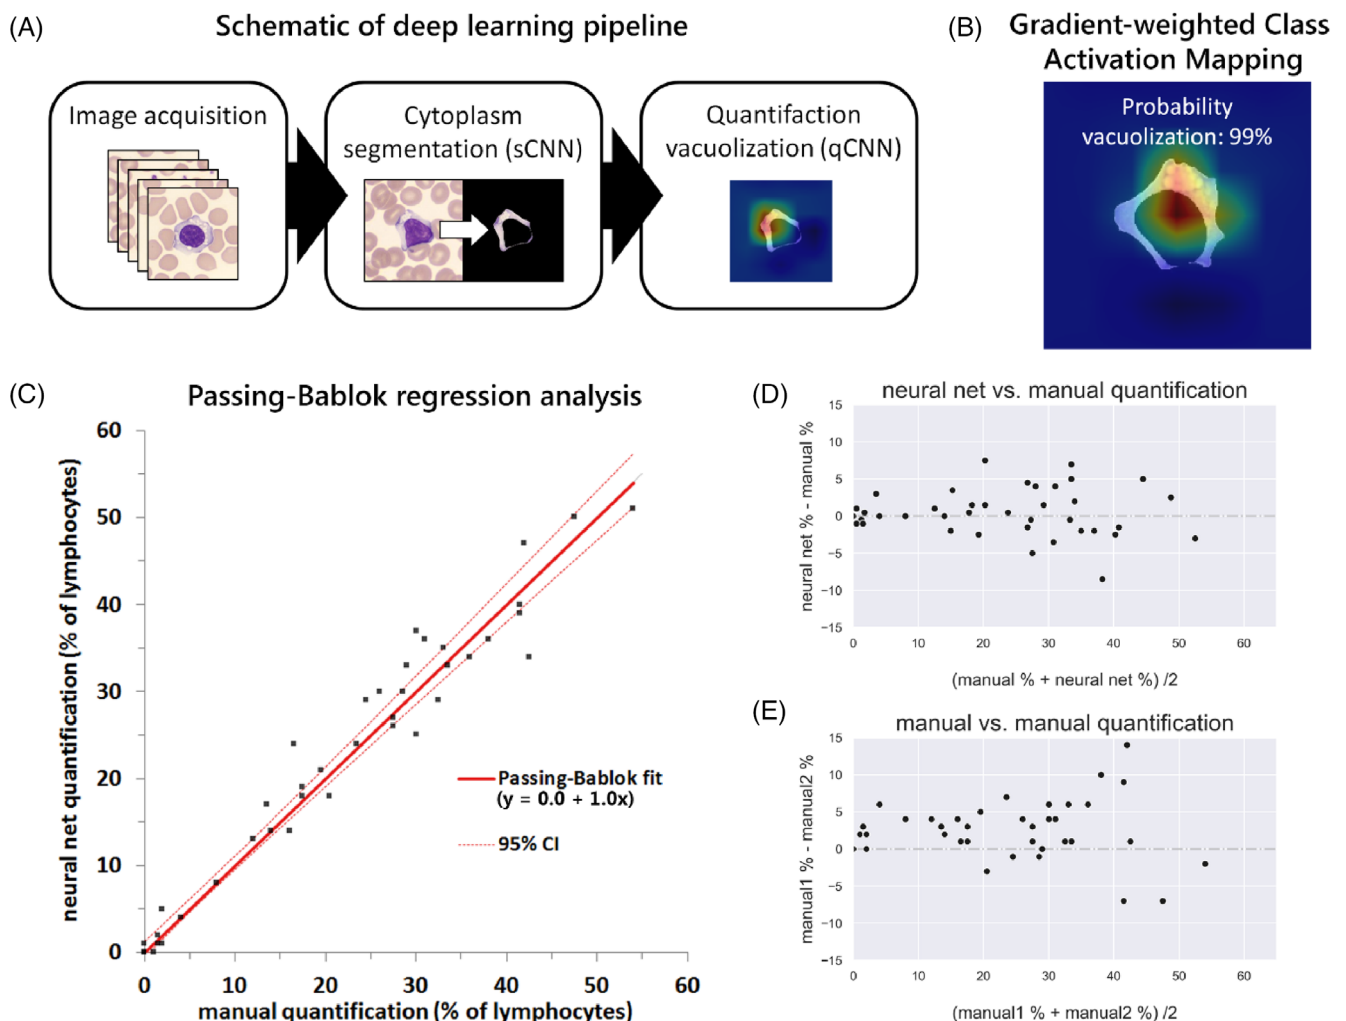 (A)
Schematic of deep learning pipeline
Image acquisition
Cytoplasm
segmentation (sCNN)
Quantifaction
vacuolization (qCNN)
(B)
Gradient-weighted Class
Activation Mapping
Probability
vacuolization: 99%
(C)
Passing-Bablok regression analysis
neural net quantification (% of lymphocytes)
60
50
40
30
20
10
0
Passing-Bablok fit
(y = 0.0 + 1.0x)
95% CI
0 10 20 30 40 50 60
manual quantification (% of lymphocytes)
(D)
neural net vs. manual quantification
neural net % - manual %
15
10
5
0
−5
−10
−15
0 10 20 30 40 50 60
(manual % + neural net %) /2
(E)
manual vs. manual quantification
manual1 % - manual2 %
15
10
5
0
−5
−10
−15
0 10 20 30 40 50 60
(manual1 % + manual2 %) /2